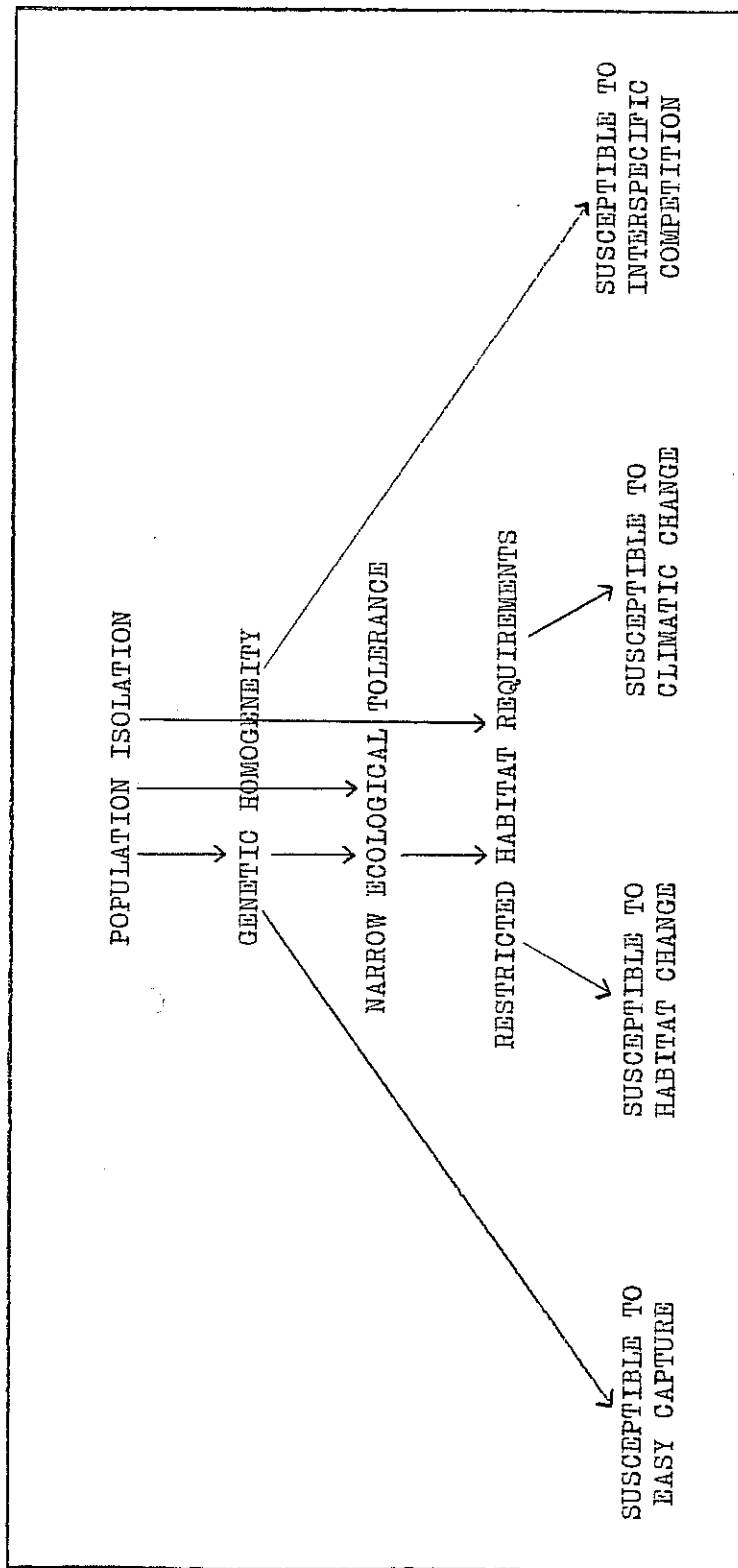 POPULATION ISOLATION
GENETIC HOMOGENEITY
NARROW ECOLOGICAL TOLERANCE
RESTRICTED HABITAT REQUIREMENTS
SUSCEPTIBLE TO
EASY CAPTURE
SUSCEPTIBLE TO
HABITAT CHANGE
SUSCEPTIBLE TO
CLIMATIC CHANGE
SUSCEPTIBLE TO
INTERSPECIFIC
COMPETITION